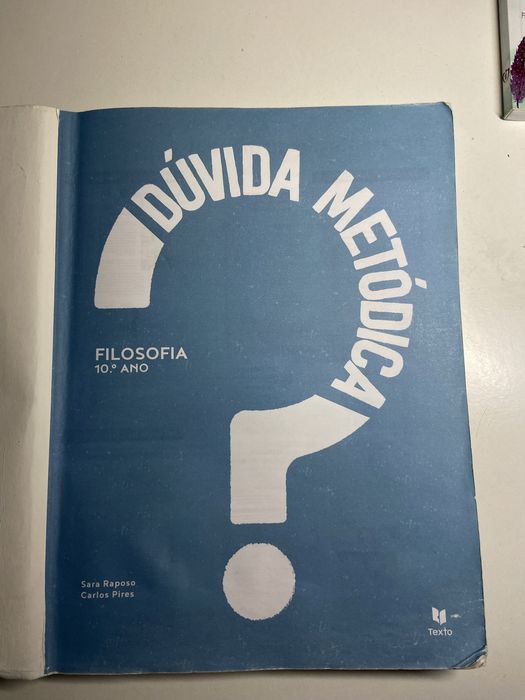 DÚVIDA METÓDICA
FILOSOFIA
10.º ANO
Sara Raposo
Carlos Pires
Texto